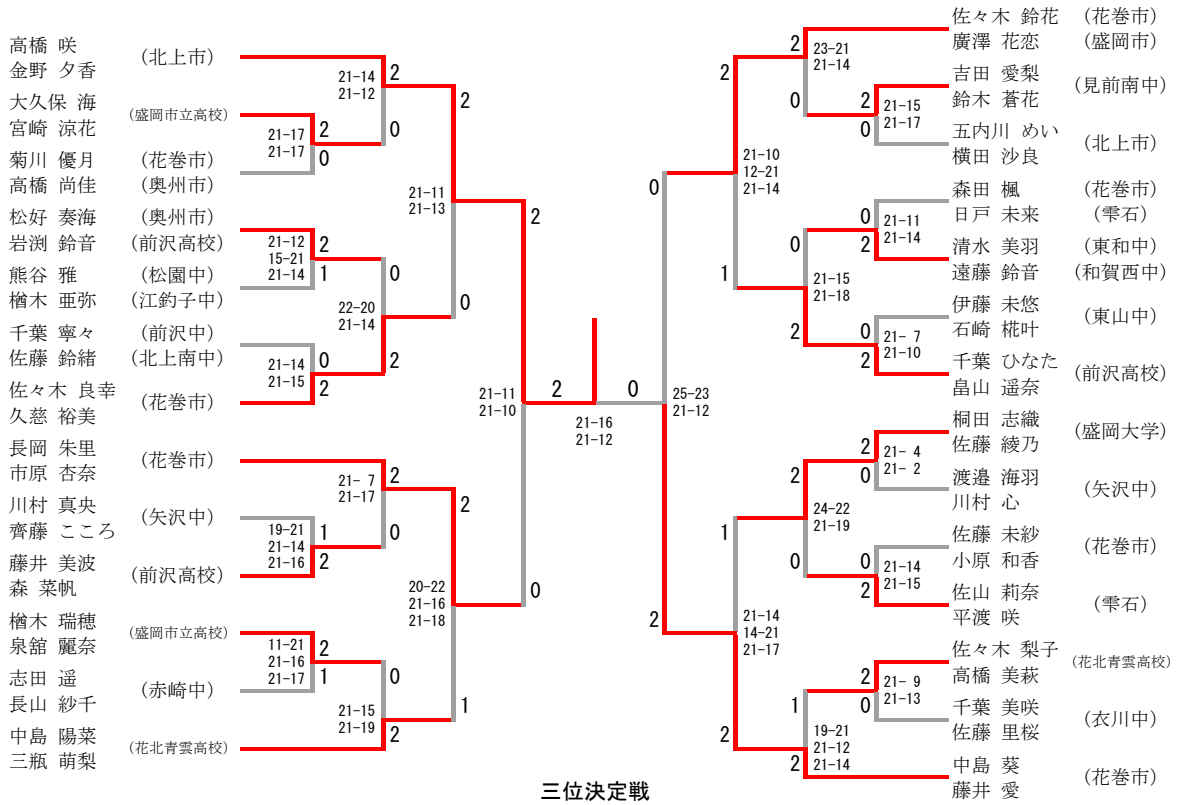 高橋 咲
金野 夕香
(北上市)
大久保 海
宮崎 涼花
(盛岡市立高校)
菊川 優月 (花巻市)
高橋 尚佳 (奥州市)
松好 奏海 (奥州市)
岩渕 鈴音 (前沢高校)
熊谷 雅 (松園中)
楢木 亜弥 (江釣子中)
千葉 寧々 (前沢中)
佐藤 鈴緒 (北上南中)
佐々木 良幸
久慈 裕美
(花巻市)
長岡 朱里
市原 杏奈
(花巻市)
川村 真央
齊藤 こころ
(矢沢中)
藤井 美波
森 菜帆
(前沢高校)
楢木 瑞穂
泉舘 麗奈
(盛岡市立高校)
志田 遥
長山 紗千
(赤崎中)
中島 陽菜
三瓶 萌梨
(花北青雲高校)
21-17
21-17
2
0
21-12
15-21
21-14
2
1
21-14
21-15
0
2
19-21
21-14
21-16
1
2
11-21
21-16
21-17
2
1
21-14
21-12
2
0
22-20
21-14
0
2
21- 7
21-17
2
0
21-15
21-19
0
2
21-11
21-13
2
0
20-22
21-16
21-18
2
1
21-11
21-10
2
0
2
0
21-16
21-12
25-23
21-12
0
2
21-10
12-21
21-14
2
1
21-14
14-21
21-17
1
2
23-21
21-14
2
0
21-15
21-18
0
2
24-22
21-19
2
0
19-21
21-12
21-14
1
2
21-15
21-17
2
0
21-11
21-14
0
2
21- 7
21-10
0
2
21- 4
21- 2
2
0
21-14
21-15
0
2
21- 9
21-13
2
0
佐々木 鈴花 (花巻市)
廣澤 花恋 (盛岡市)
吉田 愛梨
鈴木 蒼花
(見前南中)
五内川 めい
横田 沙良
(北上市)
森田 楓 (花巻市)
日戸 未来 (雫石)
清水 美羽 (東和中)
遠藤 鈴音 (和賀西中)
伊藤 未悠
石崎 椛叶
(東山中)
千葉 ひなた
畠山 遥奈
(前沢高校)
桐田 志織
佐藤 綾乃
(盛岡大学)
渡邉 海羽
川村 心
(矢沢中)
佐藤 未紗
小原 和香
(花巻市)
佐山 莉奈
平渡 咲
(雫石)
佐々木 梨子
高橋 美萩
(花北青雲高校)
千葉 美咲
佐藤 里桜
(衣川中)
中島 葵
藤井 愛
(花巻市)
三位決定戦